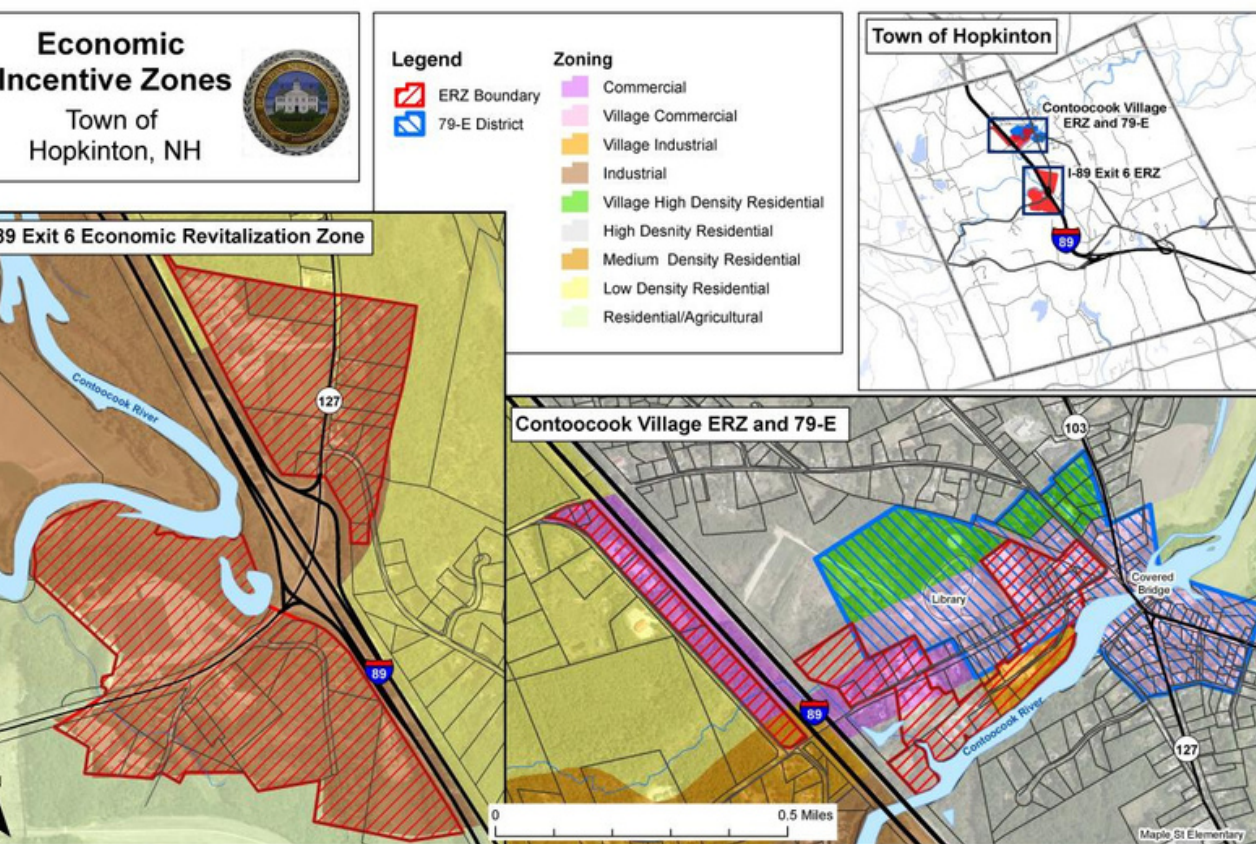 Economic
Incentive Zones
Town of
Hopkinton, NH
Legend
ERZ Boundary
79-E District
Zoning
Commercial
Village Commercial
Village Industrial
Industrial
Village High Density Residential
High Desnity Residential
Medium Density Residential
Low Density Residential
Residential/Agricultural
Town of Hopkinton
Contoocook Village
ERZ and 79-E
I-89 Exit 6 ERZ
89
89 Exit 6 Economic Revitalization Zone
Contoocook River
127
89
Contoocook Village ERZ and 79-E
103
Library
Covered
Bridge
89
Contoocook River
127
Maple St Elementary
0 0.5 Miles